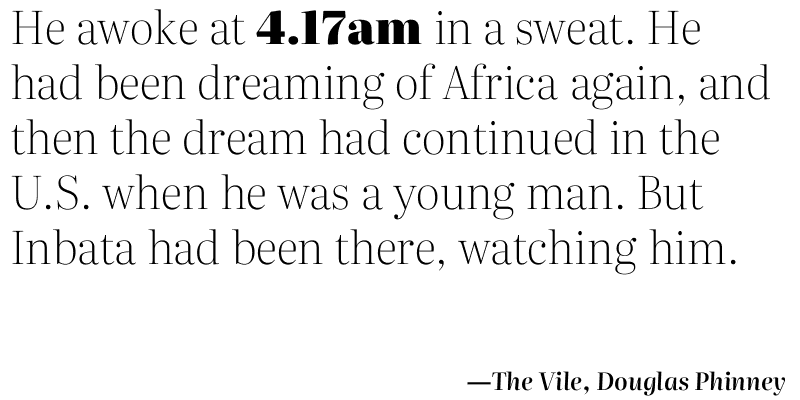 He awoke at 4.17am in a sweat. He
had been dreaming of Africa again, and
then the dream had continued in the
U.S. when he was a young man. But
Inbata had been there, watching him.
—The Vile, Douglas Phinney